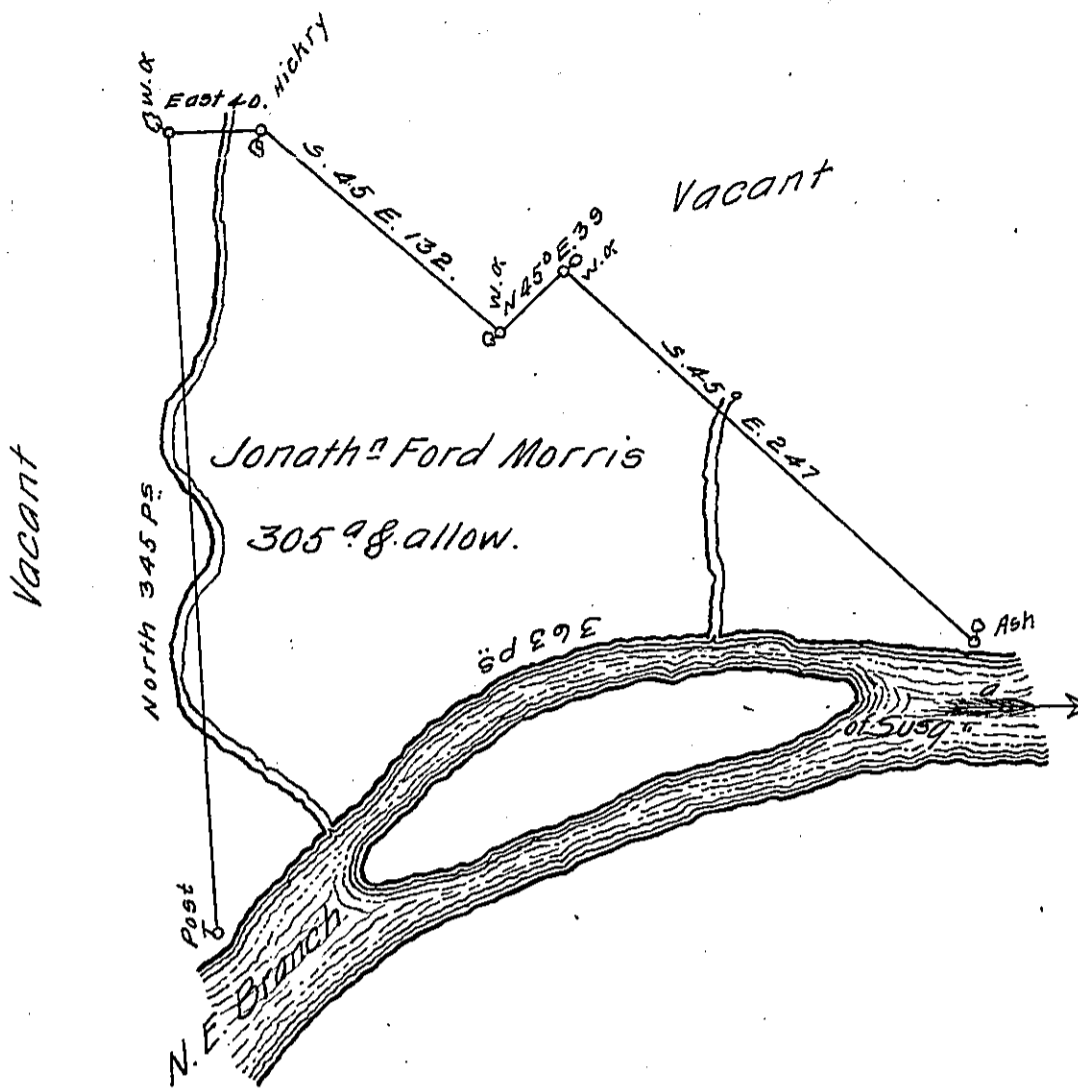 W.O.
East 40.
Hickry
S. 45 E. 132.
W.O.
N 45° E. 39
W.O.
Vacant
S. 45° E. 247
Ash
Vacant
North 345 Ps
Jonathn Ford Morris
305 a & allow.
363 ps
Post
N. E. Branch
of Susqa